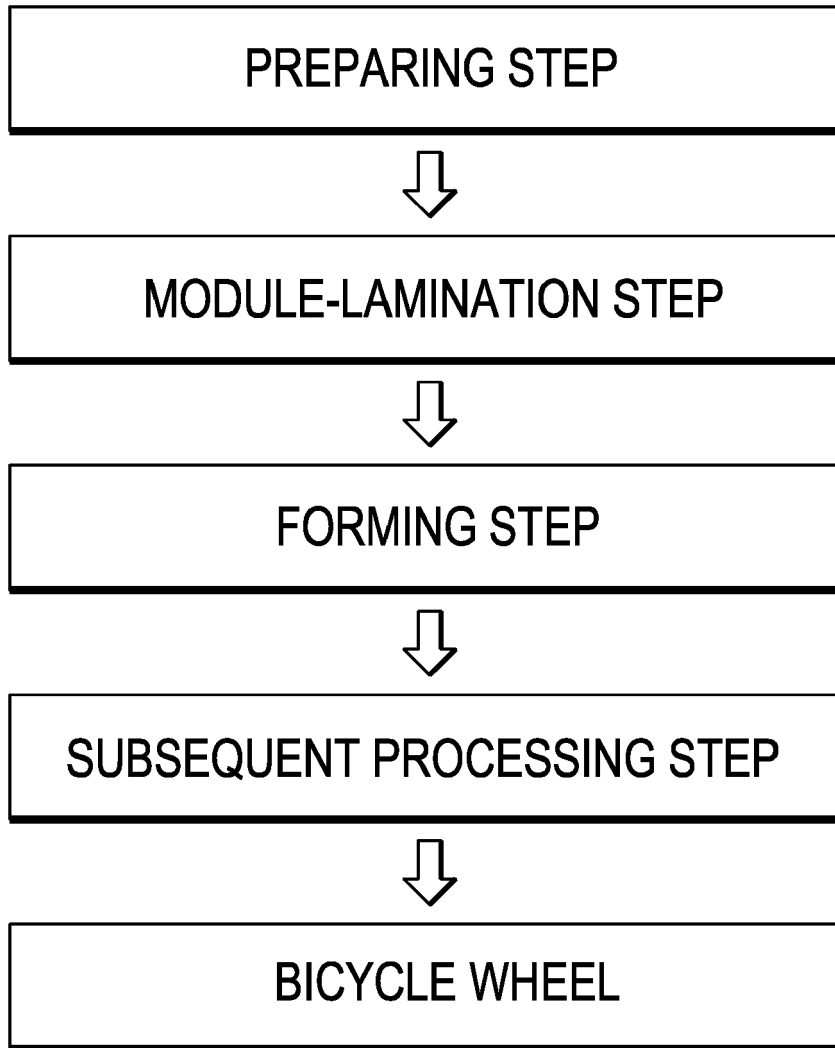 PREPARING STEP
MODULE-LAMINATION STEP
FORMING STEP
SUBSEQUENT PROCESSING STEP
BICYCLE WHEEL